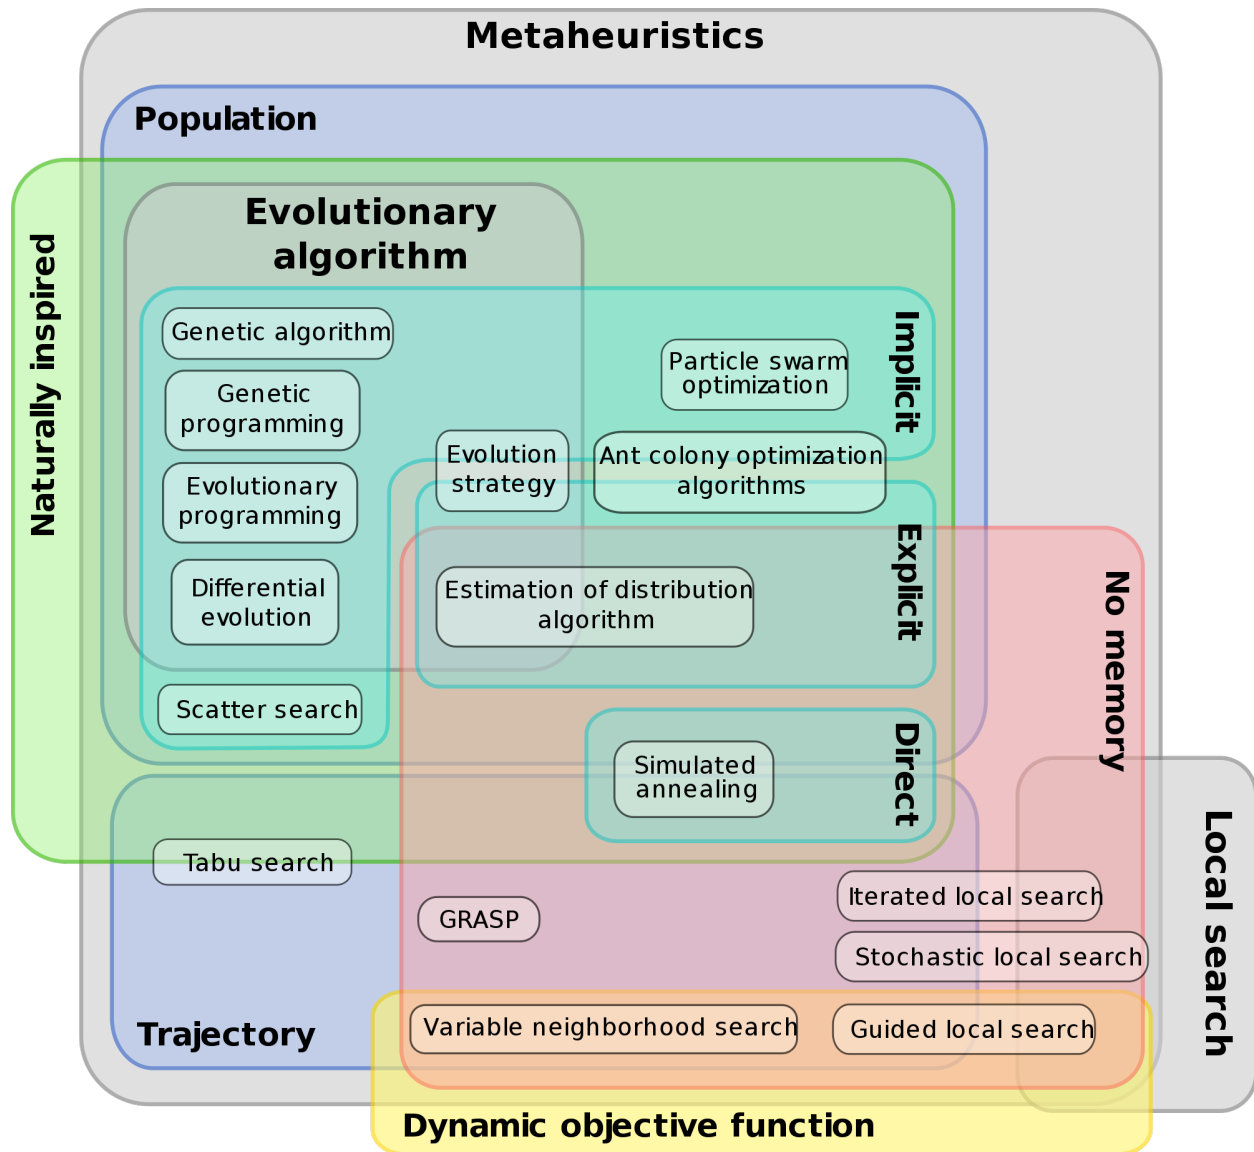 Metaheuristics
Population
Naturally inspired
Evolutionary
algorithm
Implicit
Genetic algorithm
Particle swarm
optimization
Genetic
programming
Evolution
strategy
Ant colony optimization
algorithms
Evolutionary
programming
Explicit
No memory
Differential
evolution
Estimation of distribution
algorithm
Scatter search
Direct
Simulated
annealing
Local search
Tabu search
GRASP
Iterated local search
Stochastic local search
Trajectory
Variable neighborhood search
Guided local search
Dynamic objective function